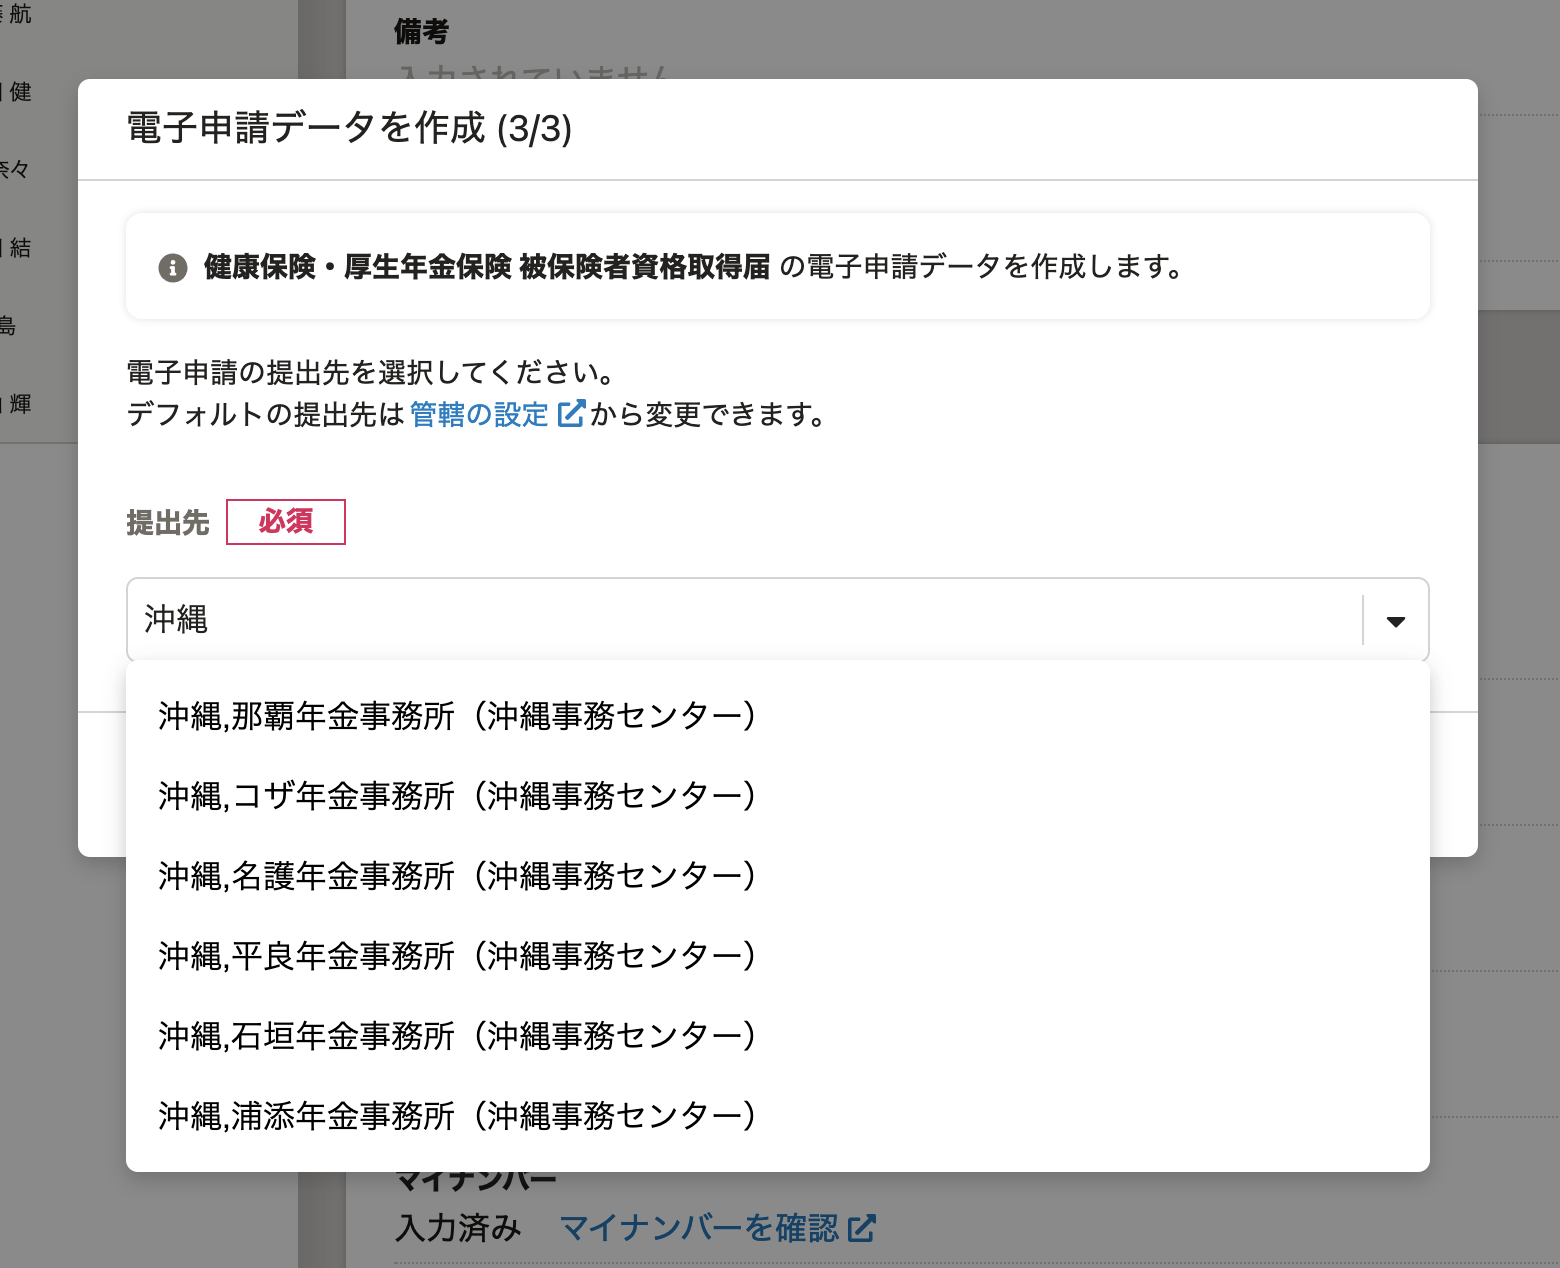 航
健
奈々
結
島
輝
備考
入力されていません
電子申請データを作成 (3/3)
健康保険・厚生年金保険 被保険者資格取得届 の電子申請データを作成します。
電子申請の提出先を選択してください。
デフォルトの提出先は 管轄の設定 から変更できます。
提出先 必須
沖縄
沖縄,那覇年金事務所（沖縄事務センター）
沖縄,コザ年金事務所（沖縄事務センター）
沖縄,名護年金事務所（沖縄事務センター）
沖縄,平良年金事務所（沖縄事務センター）
沖縄,石垣年金事務所（沖縄事務センター）
沖縄,浦添年金事務所（沖縄事務センター）
マイナンバー
入力済み マイナンバーを確認